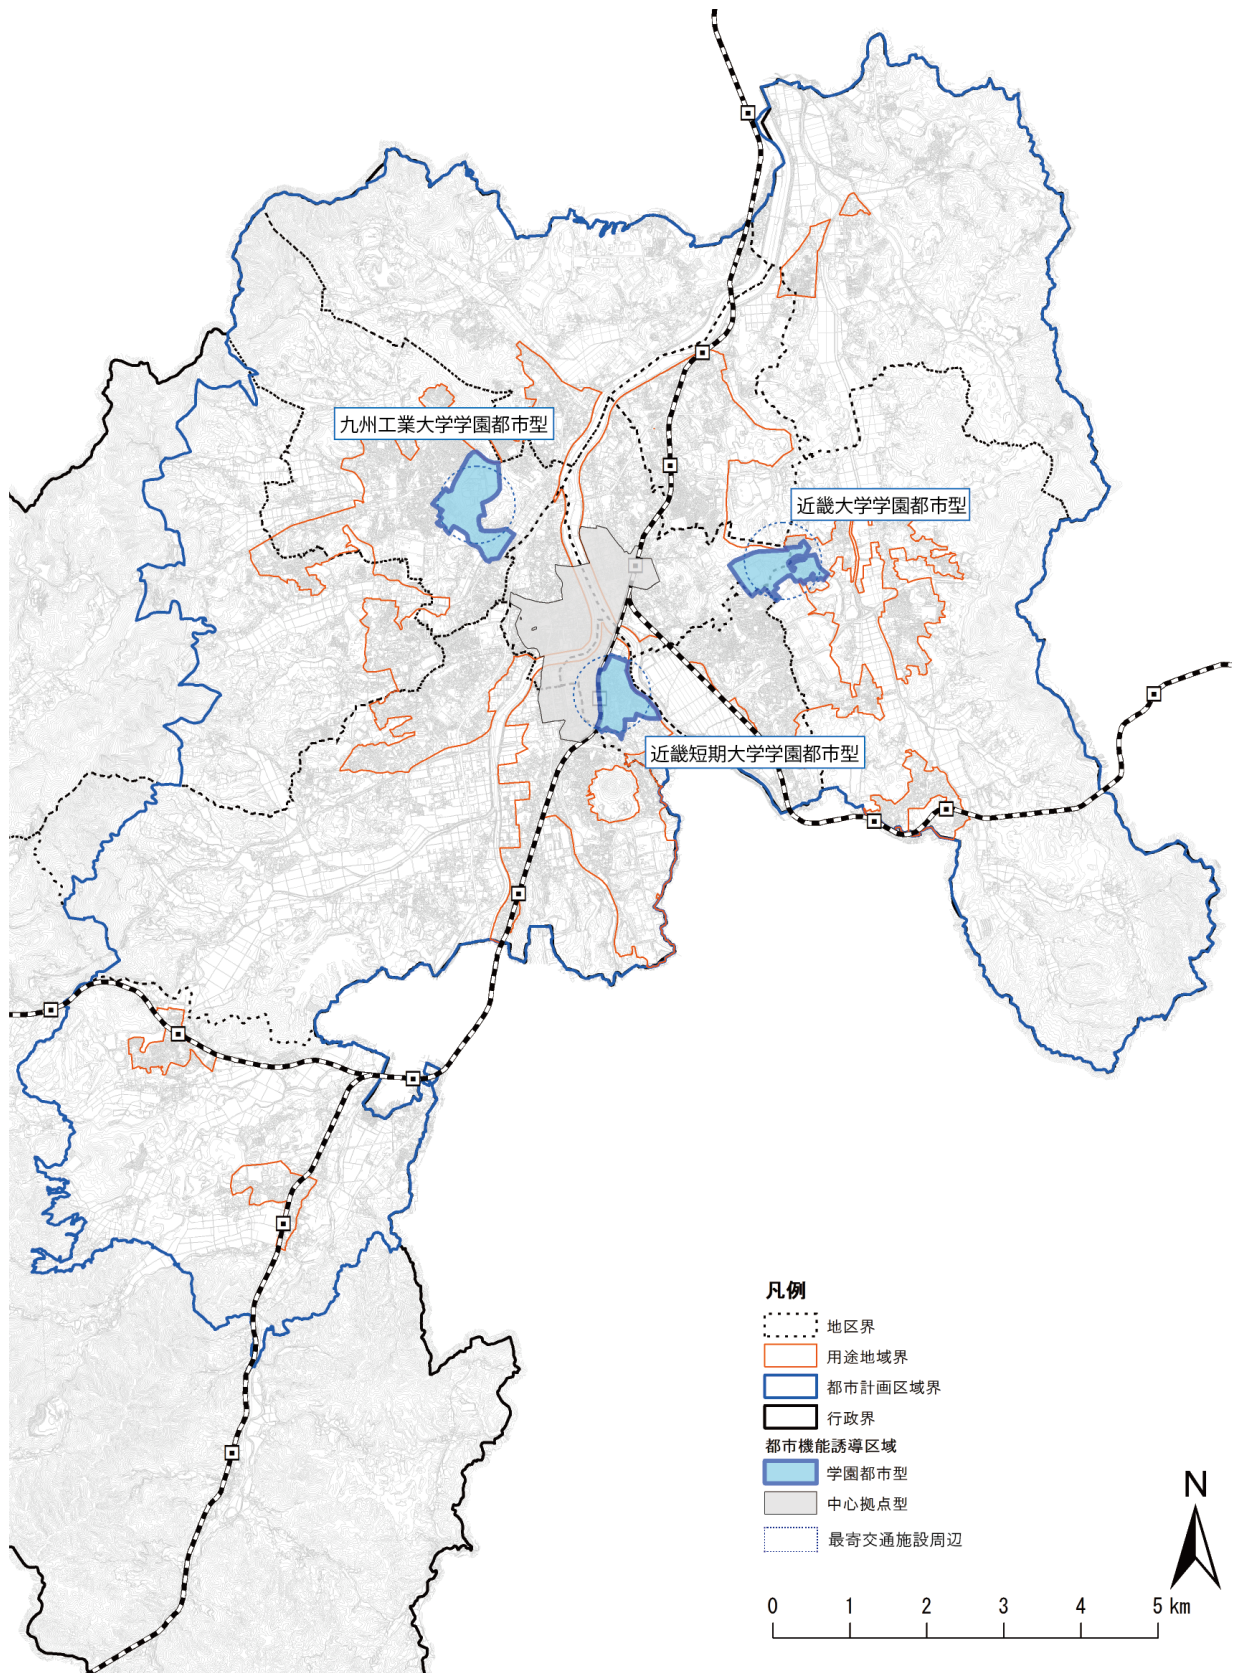 九州工業大学学園都市型
近畿大学学園都市型
近畿短期大学学園都市型
凡例
地区界
用途地域界
都市計画区域界
行政界
都市機能誘導区域
学園都市型
中心拠点型
最寄交通施設周辺
N
0 1 2 3 4 5 km